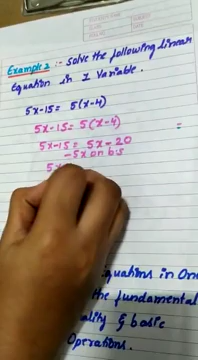 Example 2 :- Solve the following linear
Equation in 1 Variable.
5x-15 = 5(x-4)
5x-15 = 5(x-4)
=
5x-15 = 5x-20
-5x on b.s
5x
equations in One
the fundamental
ality & basic
Operations.